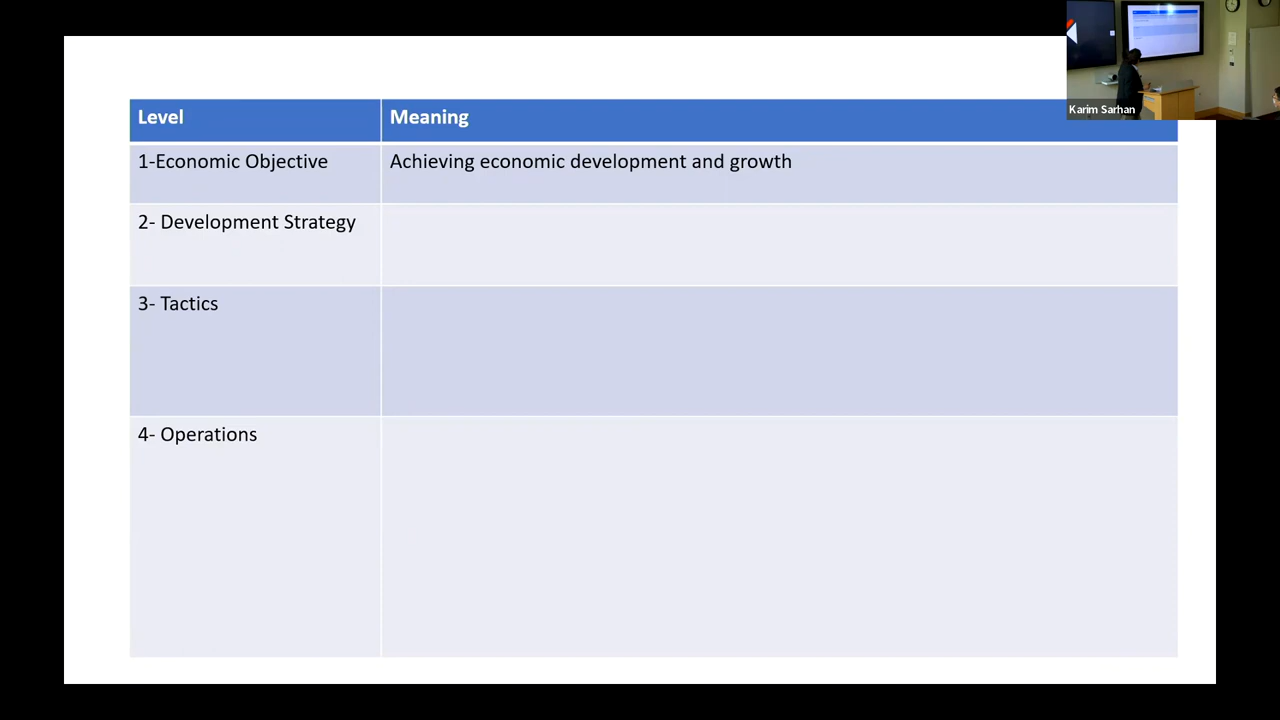 Level Meaning
1-Economic Objective Achieving economic development and growth
2- Development Strategy
3- Tactics
4- Operations
Karim Sarhan